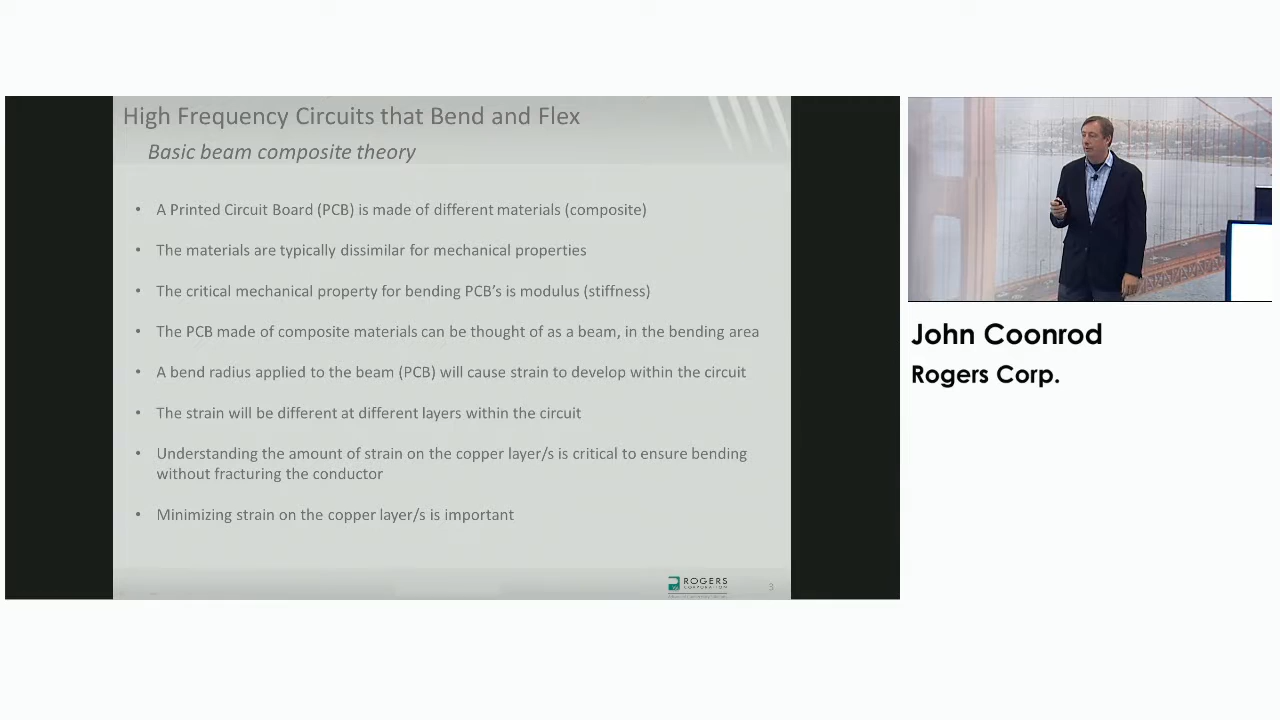 High Frequency Circuits that Bend and Flex
Basic beam composite theory
• A Printed Circuit Board (PCB) is made of different materials (composite)
• The materials are typically dissimilar for mechanical properties
• The critical mechanical property for bending PCB's is modulus (stiffness)
• The PCB made of composite materials can be thought of as a beam, in the bending area
• A bend radius applied to the beam (PCB) will cause strain to develop within the circuit
• The strain will be different at different layers within the circuit
• Understanding the amount of strain on the copper layer/s is critical to ensure bending
without fracturing the conductor
• Minimizing strain on the copper layer/s is important
ROGERS
CORPORATION
3
John Coonrod
Rogers Corp.